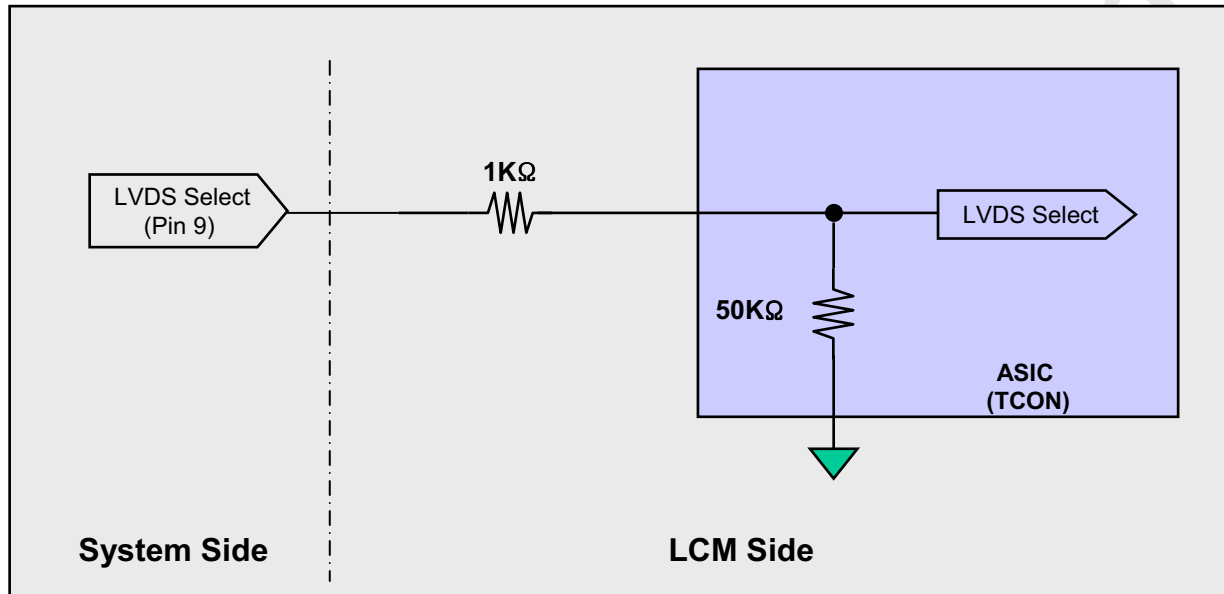 1KΩ
LVDS Select
(Pin 9)
LVDS Select
50KΩ
ASIC
(TCON)
System Side
LCM Side